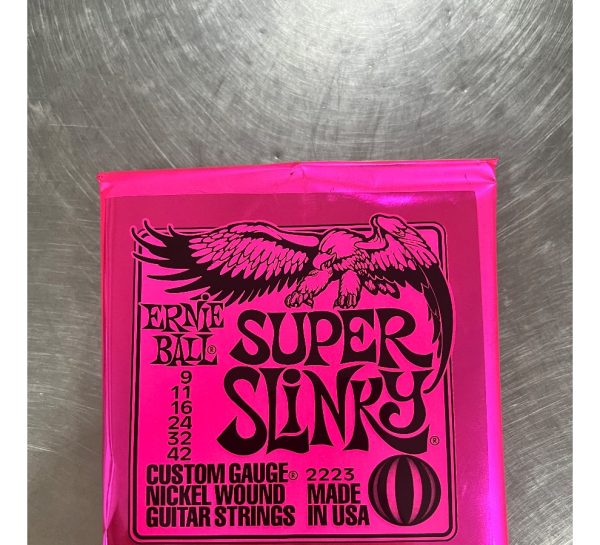 ERNIE
BALL®
SUPER
SLINKY®
9
11
16
24
32
42
CUSTOM GAUGE® 2223
NICKEL WOUND MADE
GUITAR STRINGS IN USA